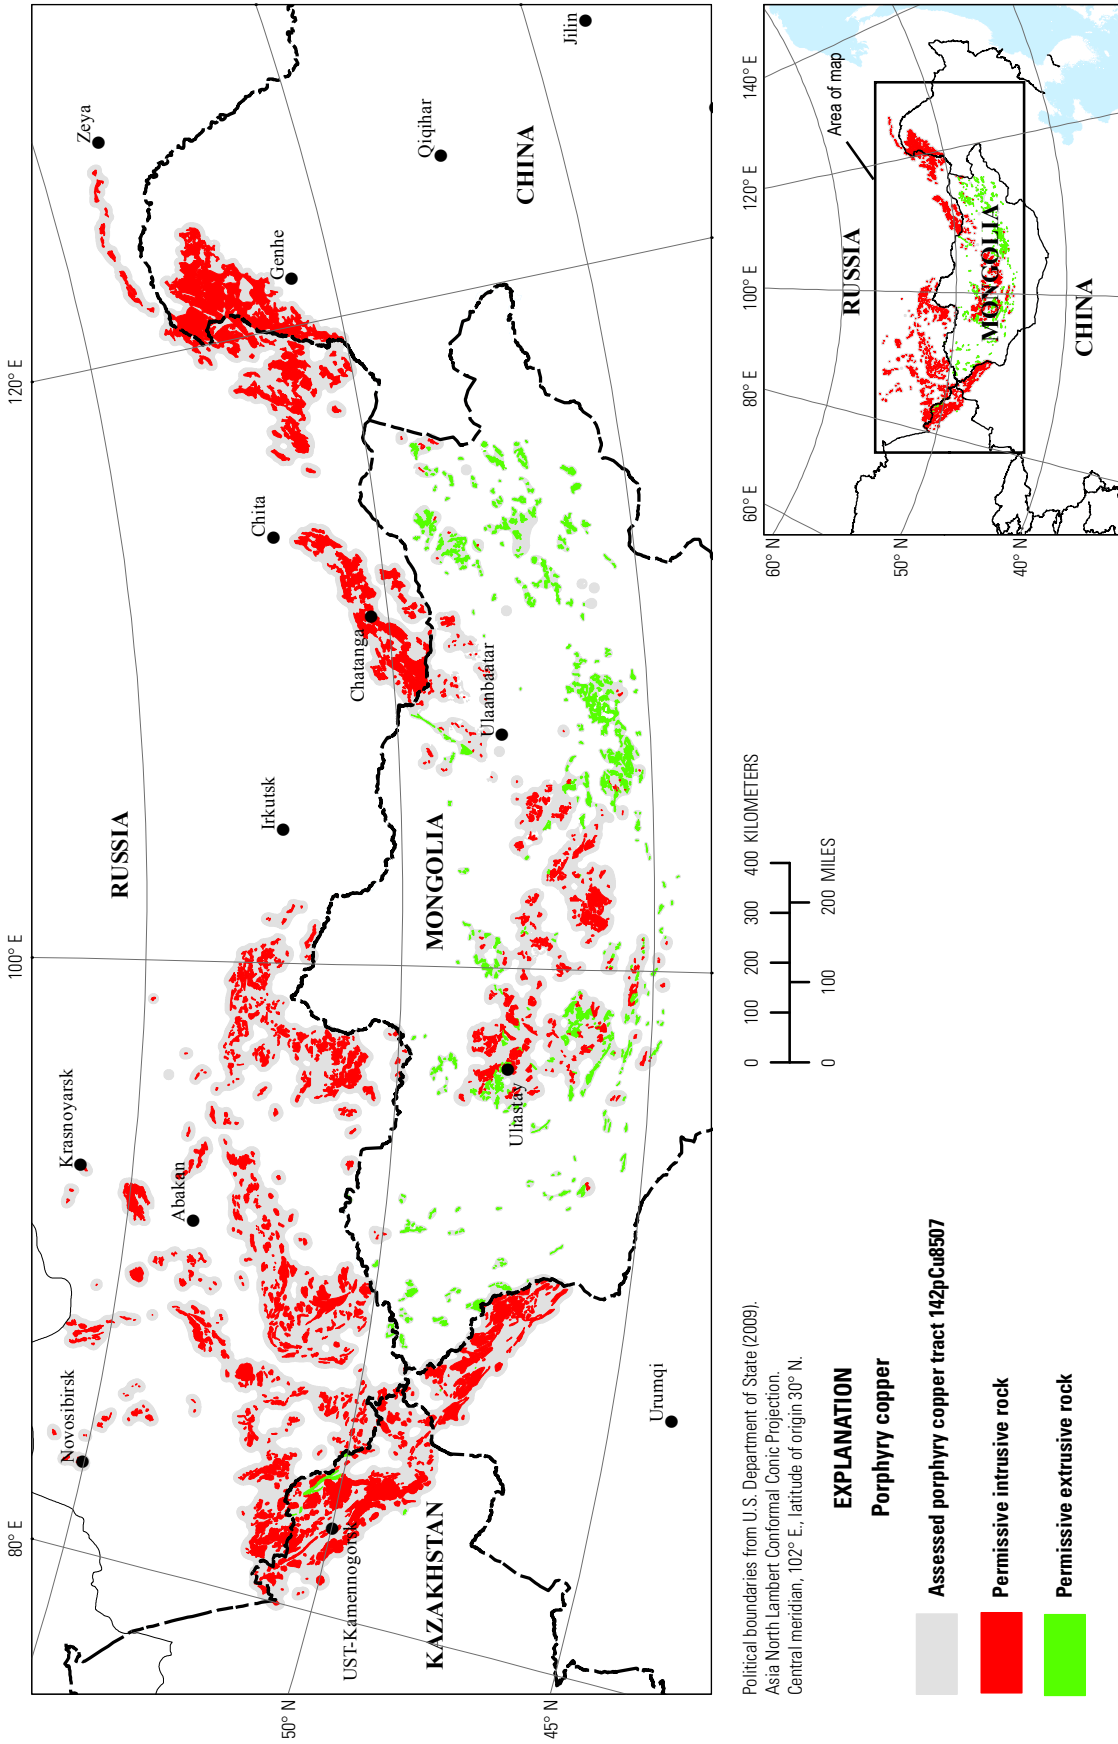 80° E
100° E
120° E
50° N
45° N
RUSSIA
MONGOLIA
KAZAKHSTAN
CHINA
Novosibirsk
Krasnoyarsk
Abakan
Irkutsk
Chita
Chatanga
Zeya
Genhe
Qiqihar
Jilin
UST-Kamennogorsk
Uliastay
Ulaanbaatar
Urumqi
Political boundaries from U.S. Department of State (2009).
Asia North Lambert Conformal Conic Projection.
Central meridian, 102° E., latitude of origin 30° N.
0 100 200 300 400 KILOMETERS
0 100 200 MILES
EXPLANATION
Porphyry copper
Assessed porphyry copper tract 142pCu8507
Permissive intrusive rock
Permissive extrusive rock
60° E
80° E
100° E
120° E
140° E
60° N
50° N
40° N
Area of map
RUSSIA
MONGOLIA
CHINA